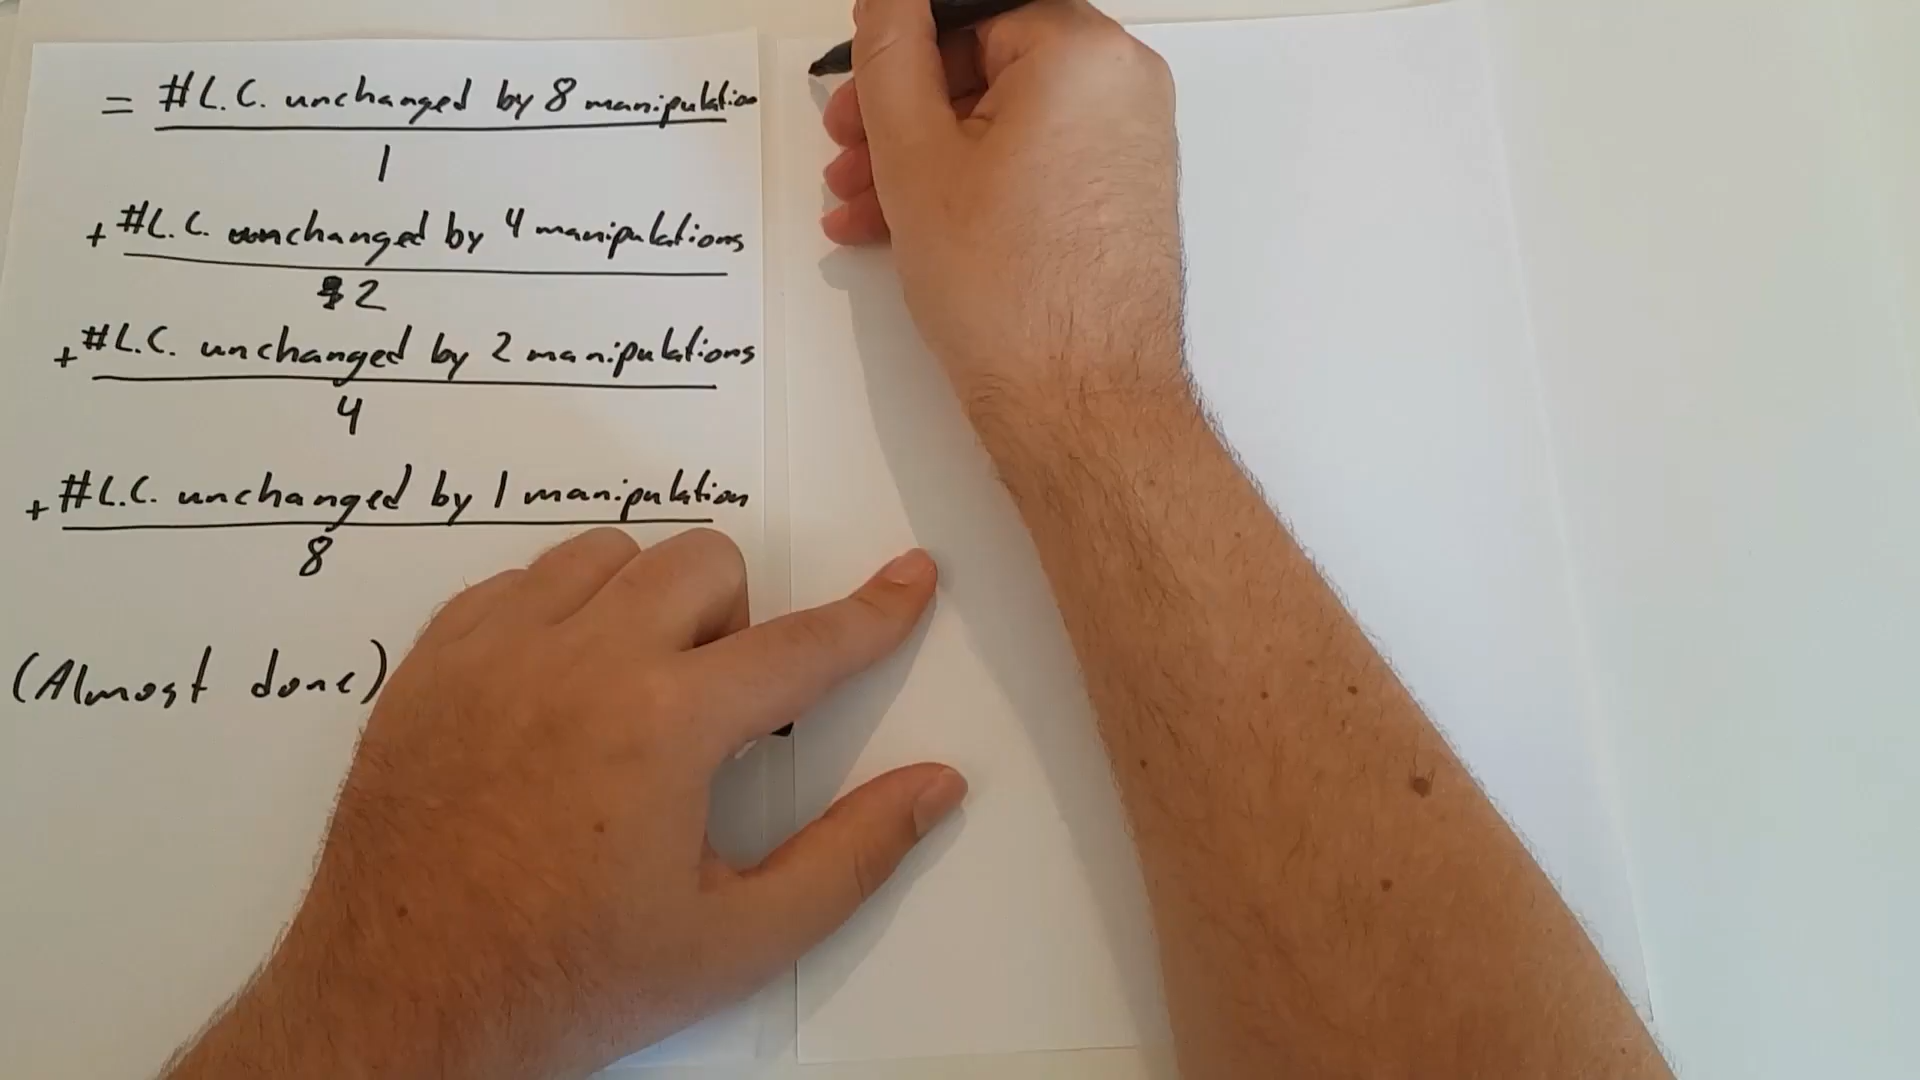 = #L.C. unchanged by 8 manipulation
1
+ #L.C. unchanged by 4 manipulations
2
+ #L.C. unchanged by 2 manipulations
4
+ #L.C. unchanged by 1 manipulation
8
(Almost done)